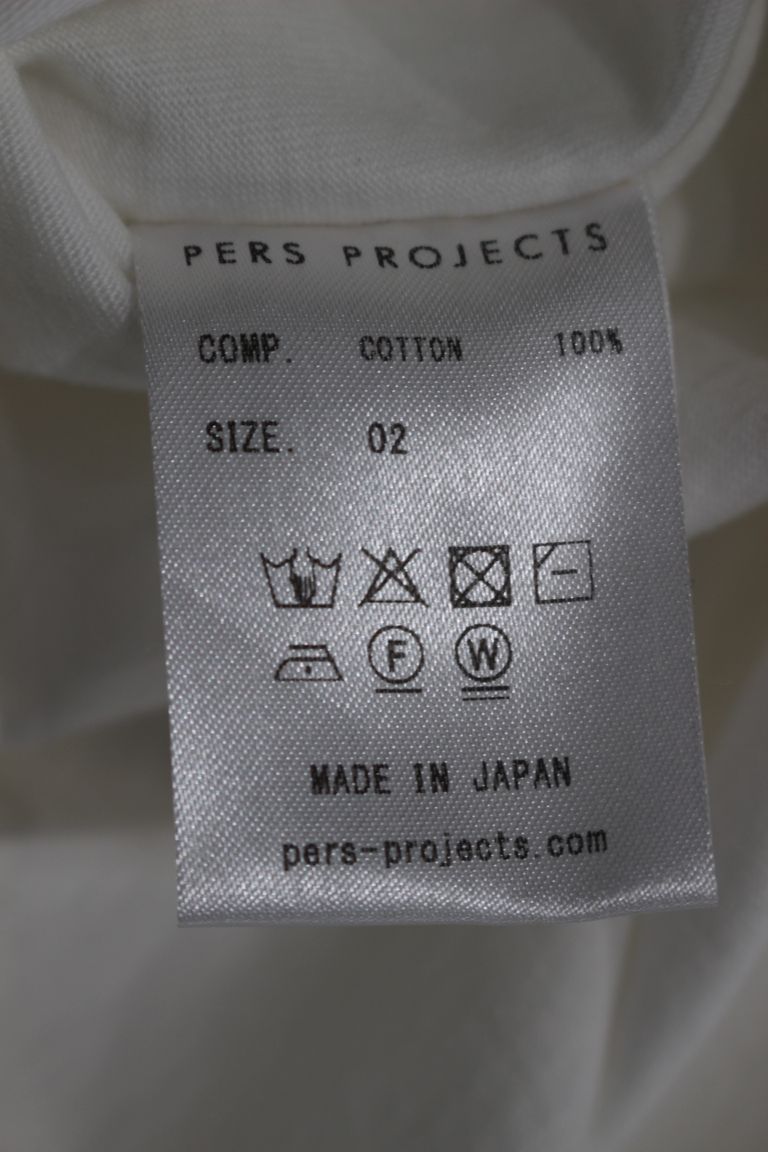 PERS PROJECTS
COMP. COTTON 100%
SIZE. 02
F W
MADE IN JAPAN
pers-projects.com